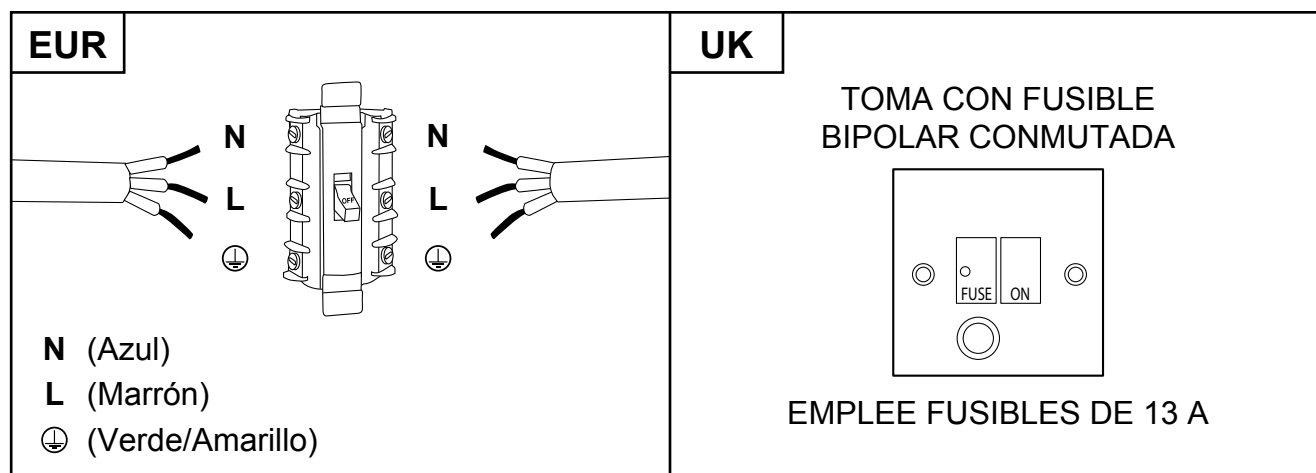 EUR
N N
L L
OFF
N (Azul)
L (Marrón)
(Verde/Amarillo)
UK
TOMA CON FUSIBLE
BIPOLAR CONMUTADA
FUSE ON
EMPLEE FUSIBLES DE 13 A